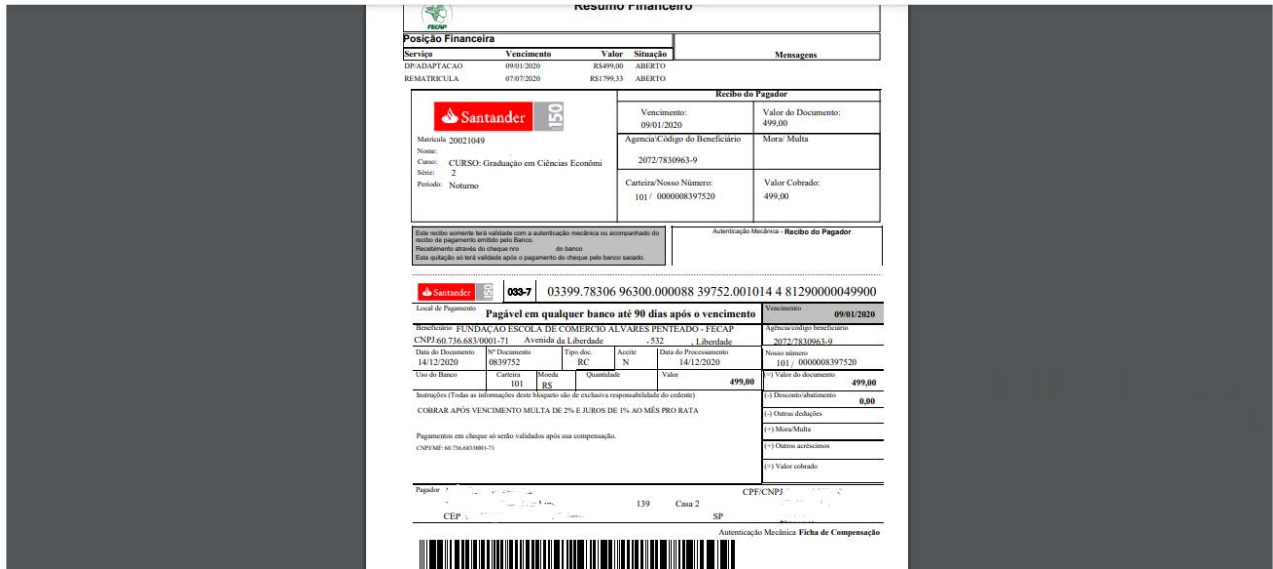 Resumo Financeiro
FECAP
Posição Financeira
Serviço Vencimento Valor Situação Mensagens
DP/ADAPTACAO 09/01/2020 R$499,00 ABERTO
REMATRICULA 07/07/2020 R$1799,33 ABERTO
Recibo do Pagador
Santander 150
Vencimento: Valor do Documento:
09/01/2020 499,00
Matrícula 20021049
Agencia\Código do Beneficiário Mora/ Multa
Nome:
Curso: CURSO: Graduação em Ciências Econômi
2072/7830963-9
Série: 2
Período: Noturno
Carteira/Nosso Número: Valor Cobrado:
101 / 0000008397520 499,00
Este recibo somente terá validade com a autenticação mecânica ou acompanhado do
recibo de pagamento emitido pelo Banco.
Recebimento através do cheque nro do banco
Esta quitação só terá validade após o pagamento do cheque pelo banco sacado.
Autenticação Mecânica - Recibo do Pagador
Santander 150 033-7 03399.78306 96300.000088 39752.001014 4 81290000049900
Local de Pagamento Pagável em qualquer banco até 90 dias após o vencimento Vencimento 09/01/2020
Beneficiário FUNDAÇÃO ESCOLA DE COMERCIO ALVARES PENTEADO - FECAP Agência/código beneficiário
CNPJ:60.736.683/0001-71 Avenida da Liberdade , 532 , Liberdade 2072/7830963-9
Data do Documento Nº Documento Tipo doc. Aceite Data do Processamento Nosso número
14/12/2020 0839752 RC N 14/12/2020 101 / 0000008397520
Uso do Banco Carteira Moeda Quantidade Valor (=) Valor do documento
101 R$ 499,00 499,00
Instruções (Todas as informações deste bloqueto são de exclusiva responsabilidade do cedente) (-) Desconto/abatimento
0,00
COBRAR APÓS VENCIMENTO MULTA DE 2% E JUROS DE 1% AO MÊS PRO RATA
(-) Outras deduções
(+) Mora/Multa
Pagamentos em cheque só serão validados após sua compensação.
CNPJ/MF: 60.736.683/0001-71
(+) Outros acréscimos
(=) Valor cobrado
Pagador CPF/CNPJ
139 Casa 2
CEP SP
Autenticação Mecânica Ficha de Compensação